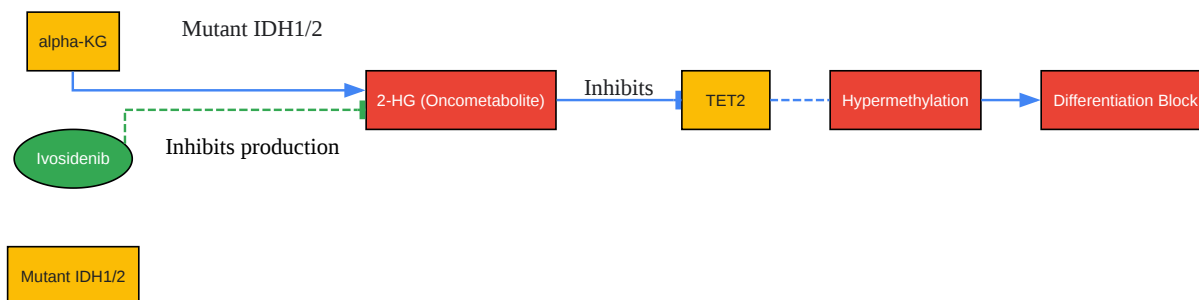 Mutant IDH1/2
alpha-KG
2-HG (Oncometabolite)
Inhibits
TET2
Hypermethylation
Differentiation Block
Inhibits production
Ivosidenib
Mutant IDH1/2